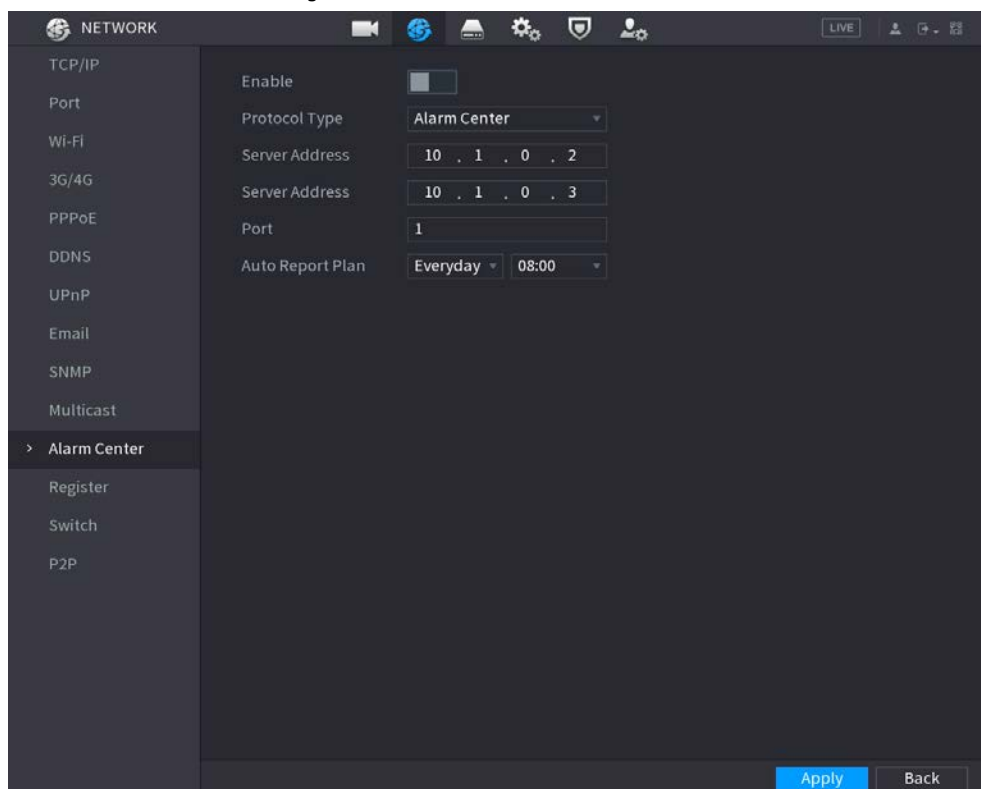 NETWORK
LIVE
TCP/IP
Port
Wi-Fi
3G/4G
PPPoE
DDNS
UPnP
Email
SNMP
Multicast
> Alarm Center
Register
Switch
P2P
Enable
Protocol Type Alarm Center
Server Address 10 . 1 . 0 . 2
Server Address 10 . 1 . 0 . 3
Port 1
Auto Report Plan Everyday 08:00
Apply Back